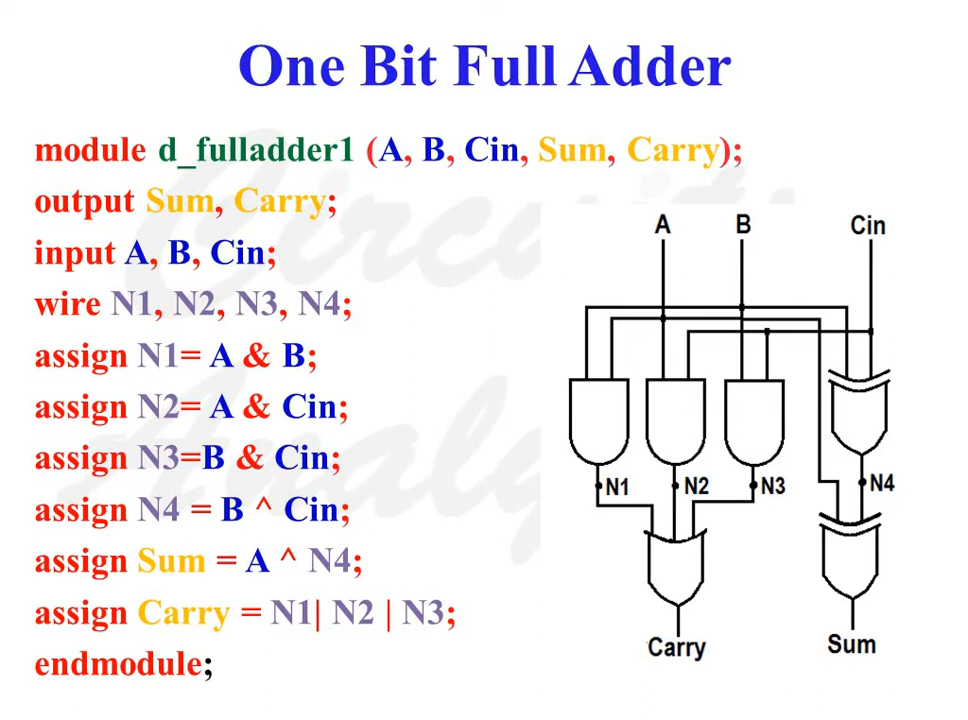 One Bit Full Adder
module d_fulladder1 (A, B, Cin, Sum, Carry);
output Sum, Carry;
input A, B, Cin;
wire N1, N2, N3, N4;
assign N1= A & B;
assign N2= A & Cin;
assign N3=B & Cin;
assign N4 = B ^ Cin;
assign Sum = A ^ N4;
assign Carry = N1| N2 | N3;
endmodule;
A B Cin
N1 N2 N3 N4
Carry Sum